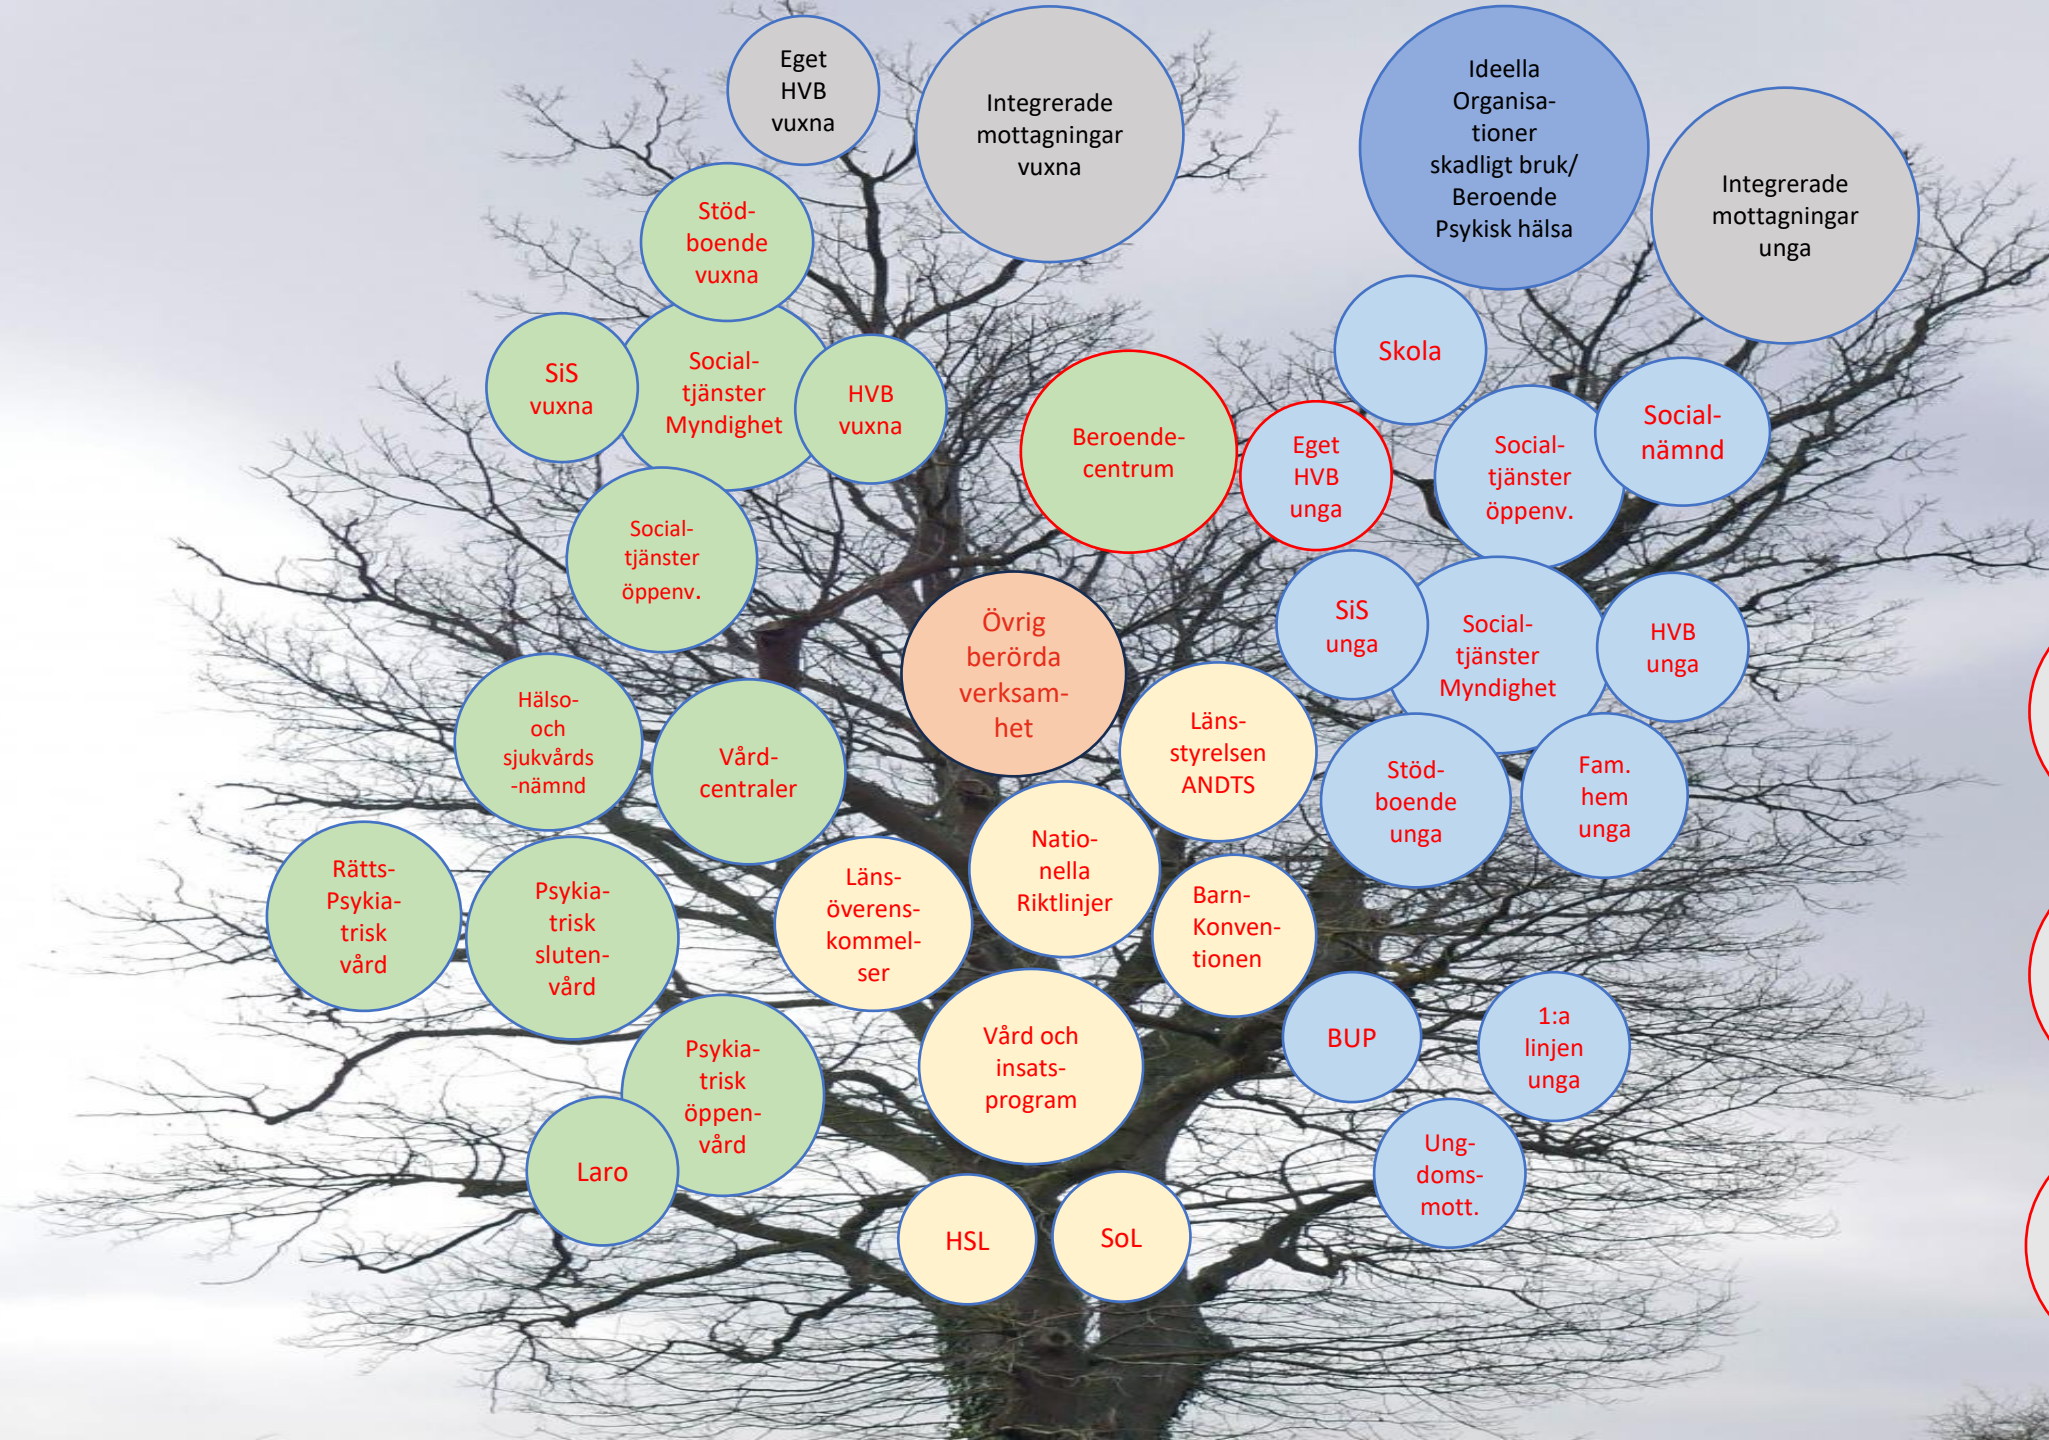 Eget
HVB
vuxna
Integrerade
mottagningar
vuxna
Ideella
Organisa-
tioner
skadligt bruk/
Beroende
Psykisk hälsa
Integrerade
mottagningar
unga
Stöd-
boende
vuxna
SiS
vuxna
Social-
tjänster
Myndighet
HVB
vuxna
Social-
tjänster
öppenv.
Beroende-
centrum
Eget
HVB
unga
Skola
Social-
tjänster
öppenv.
Social-
nämnd
SiS
unga
Social-
tjänster
Myndighet
HVB
unga
Stöd-
boende
unga
Fam.
hem
unga
Övrig
berörda
verksam-
het
Läns-
styrelsen
ANDTS
Hälso-
och
sjukvårds
-nämnd
Vård-
centraler
Rätts-
Psykia-
trisk
vård
Psykia-
trisk
sluten-
vård
Läns-
överens-
kommel-
ser
Natio-
nella
Riktlinjer
Barn-
Konven-
tionen
Psykia-
trisk
öppen-
vård
Laro
Vård och
insats-
program
BUP
1:a
linjen
unga
Ung-
doms-
mott.
HSL
SoL